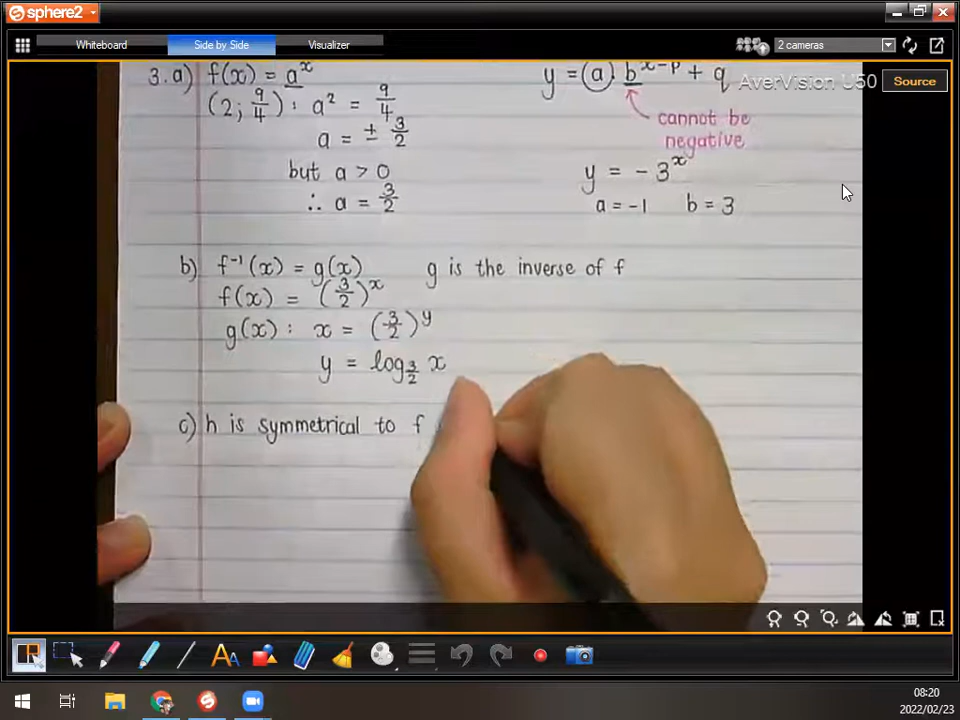 sphere2
Whiteboard
Side by Side
Visualizer
2 cameras
AverVision U50
Source
3. a) f(x) = aˣ
(2; 9/4) : a² = 9/4
a = ± 3/2
but a > 0
∴ a = 3/2
y = (a) . b^(x-p) + q
cannot be
negative
y = - 3ˣ
a = -1 b = 3
b) f⁻¹(x) = g(x) g is the inverse of f
f(x) = (3/2)ˣ
g(x) : x = (3/2)^y
y = log_(3/2) x
c) h is symmetrical to f
08:20
2022/02/23